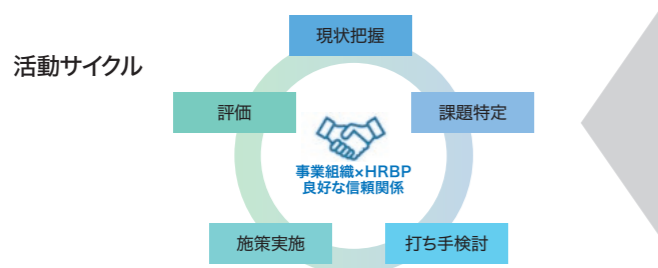 現状把握
活動サイクル
評価
課題特定
事業組織×HRBP
良好な信頼関係
施策実施
打ち手検討